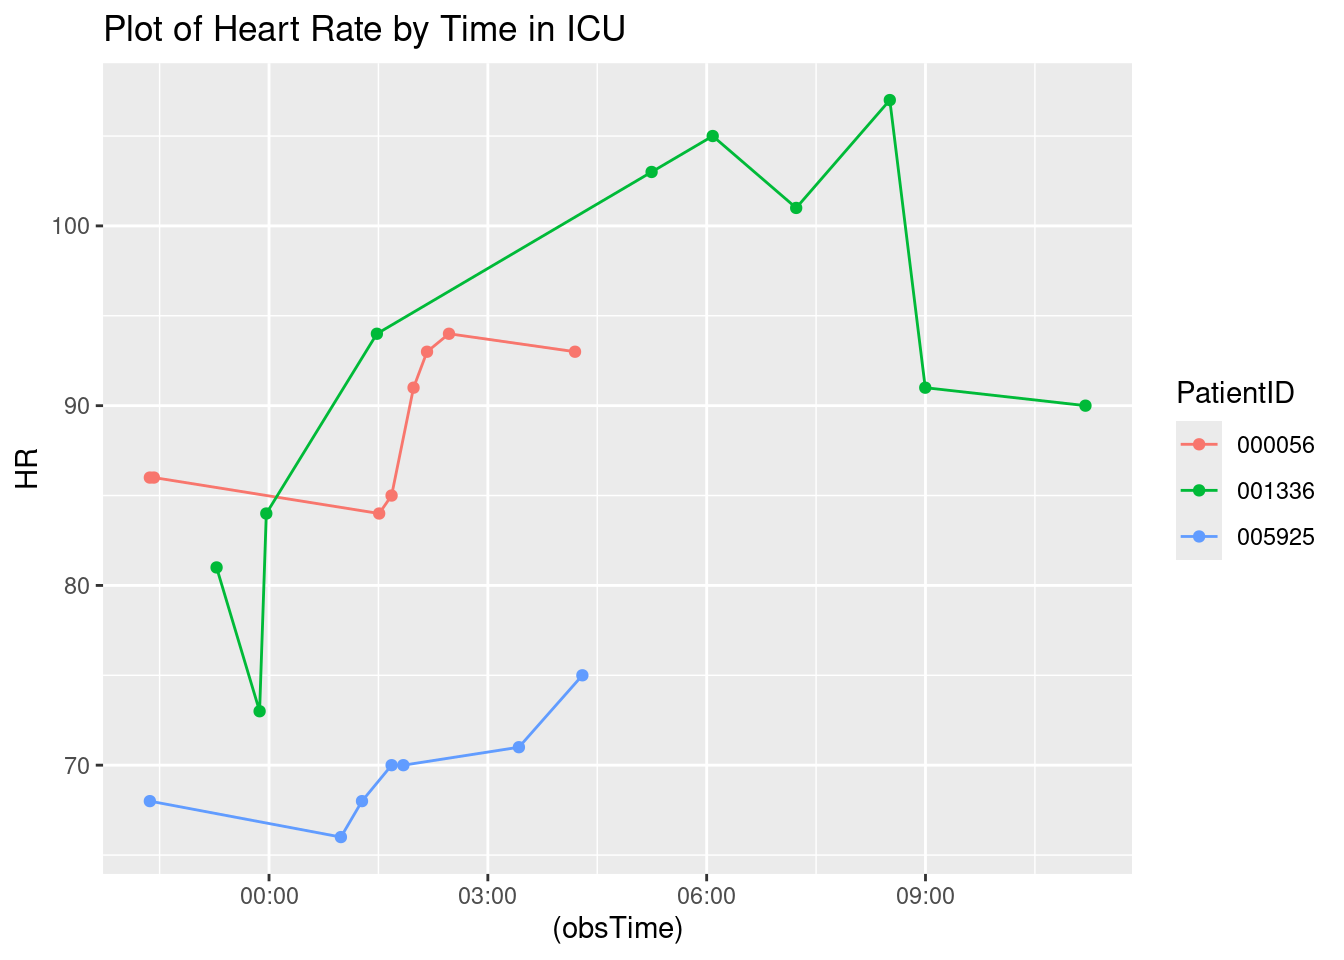 Plot of Heart Rate by Time in ICU
100
90
80
70
HR
00:00 03:00 06:00 09:00
(obsTime)
PatientID
000056
001336
005925